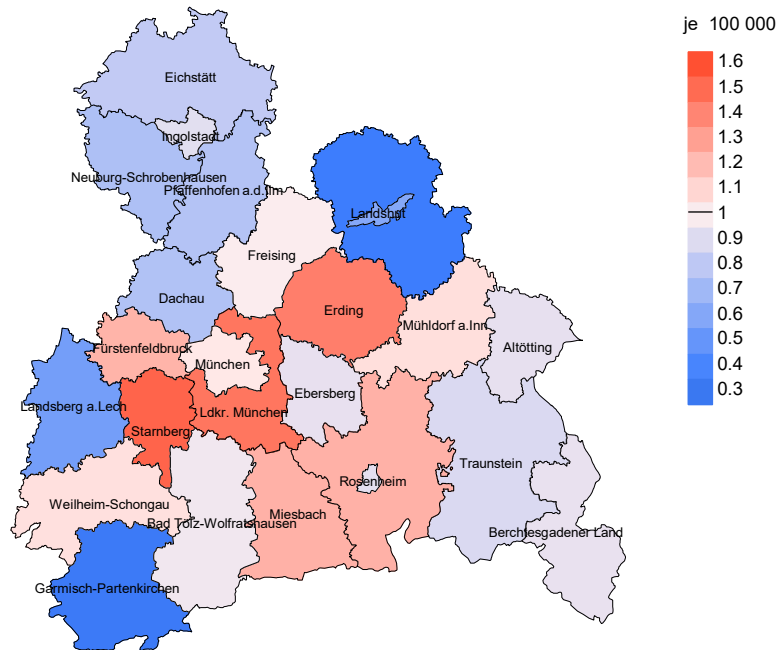 je 100 000
1.6
1.5
1.4
1.3
1.2
1.1
1
0.9
0.8
0.7
0.6
0.5
0.4
0.3
Eichstätt
Ingolstadt
Neuburg-Schrobenhausen
Pfaffenhofen a.d.Ilm
Landshut
Freising
Dachau
Erding
Mühldorf a.Inn
Altötting
Fürstenfeldbruck
München
Ebersberg
Landsberg a.Lech
Ldkr. München
Starnberg
Traunstein
Rosenheim
Weilheim-Schongau
Miesbach
Bad Tölz-Wolfratshausen
Berchtesgadener Land
Garmisch-Partenkirchen